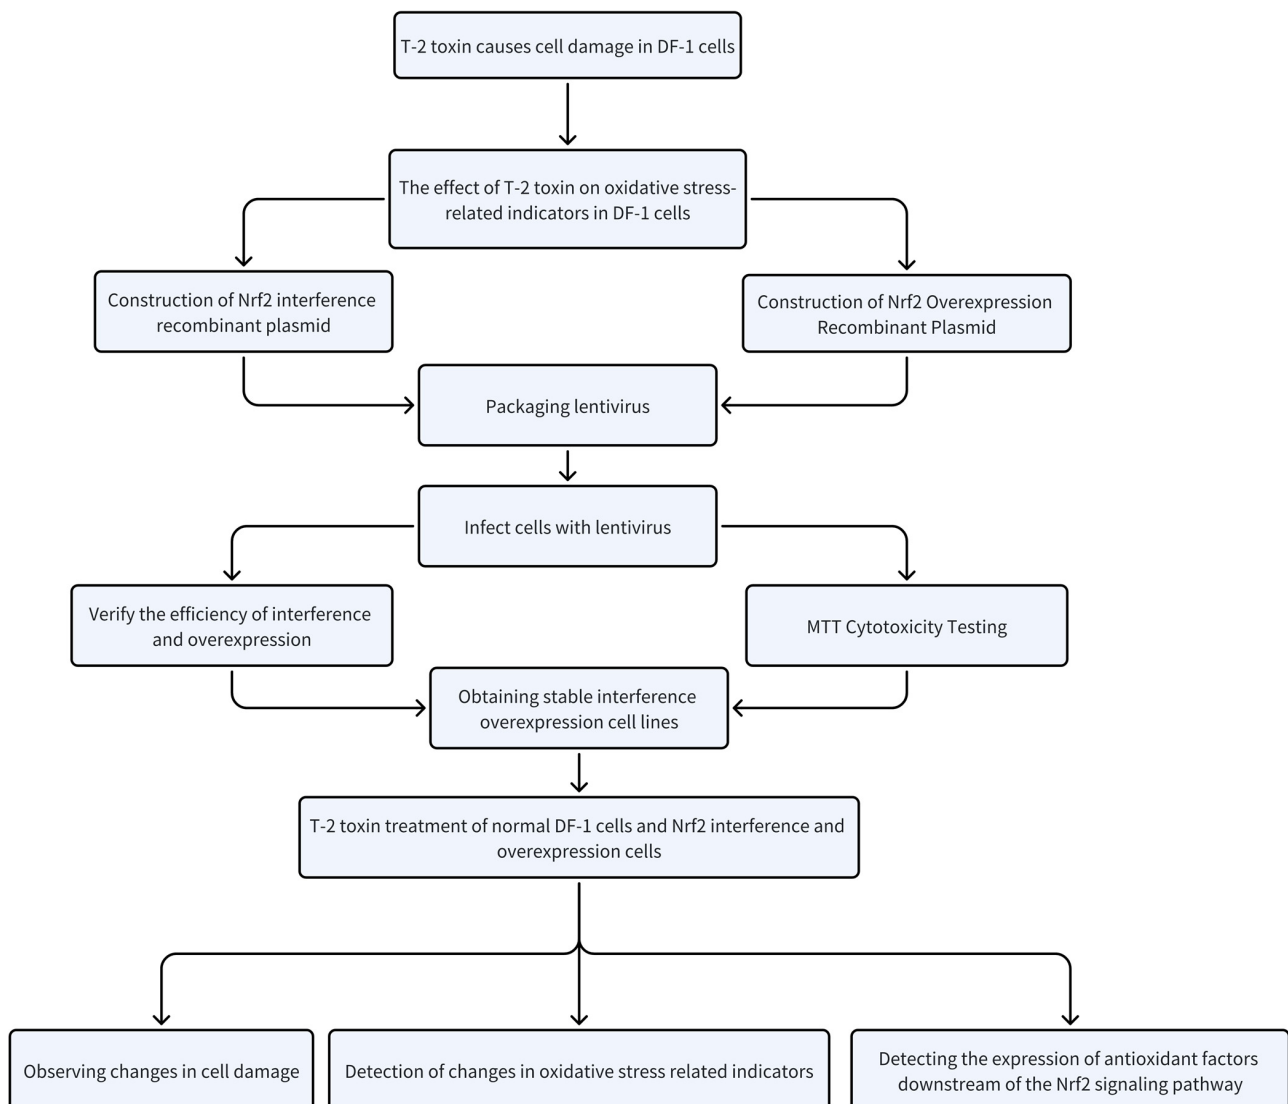 T-2 toxin causes cell damage in DF-1 cells
The effect of T-2 toxin on oxidative stress-
related indicators in DF-1 cells
Construction of Nrf2 interference
recombinant plasmid
Construction of Nrf2 Overexpression
Recombinant Plasmid
Packaging lentivirus
Infect cells with lentivirus
Verify the efficiency of interference
and overexpression
MTT Cytotoxicity Testing
Obtaining stable interference
overexpression cell lines
T-2 toxin treatment of normal DF-1 cells and Nrf2 interference and
overexpression cells
Observing changes in cell damage
Detection of changes in oxidative stress related indicators
Detecting the expression of antioxidant factors
downstream of the Nrf2 signaling pathway